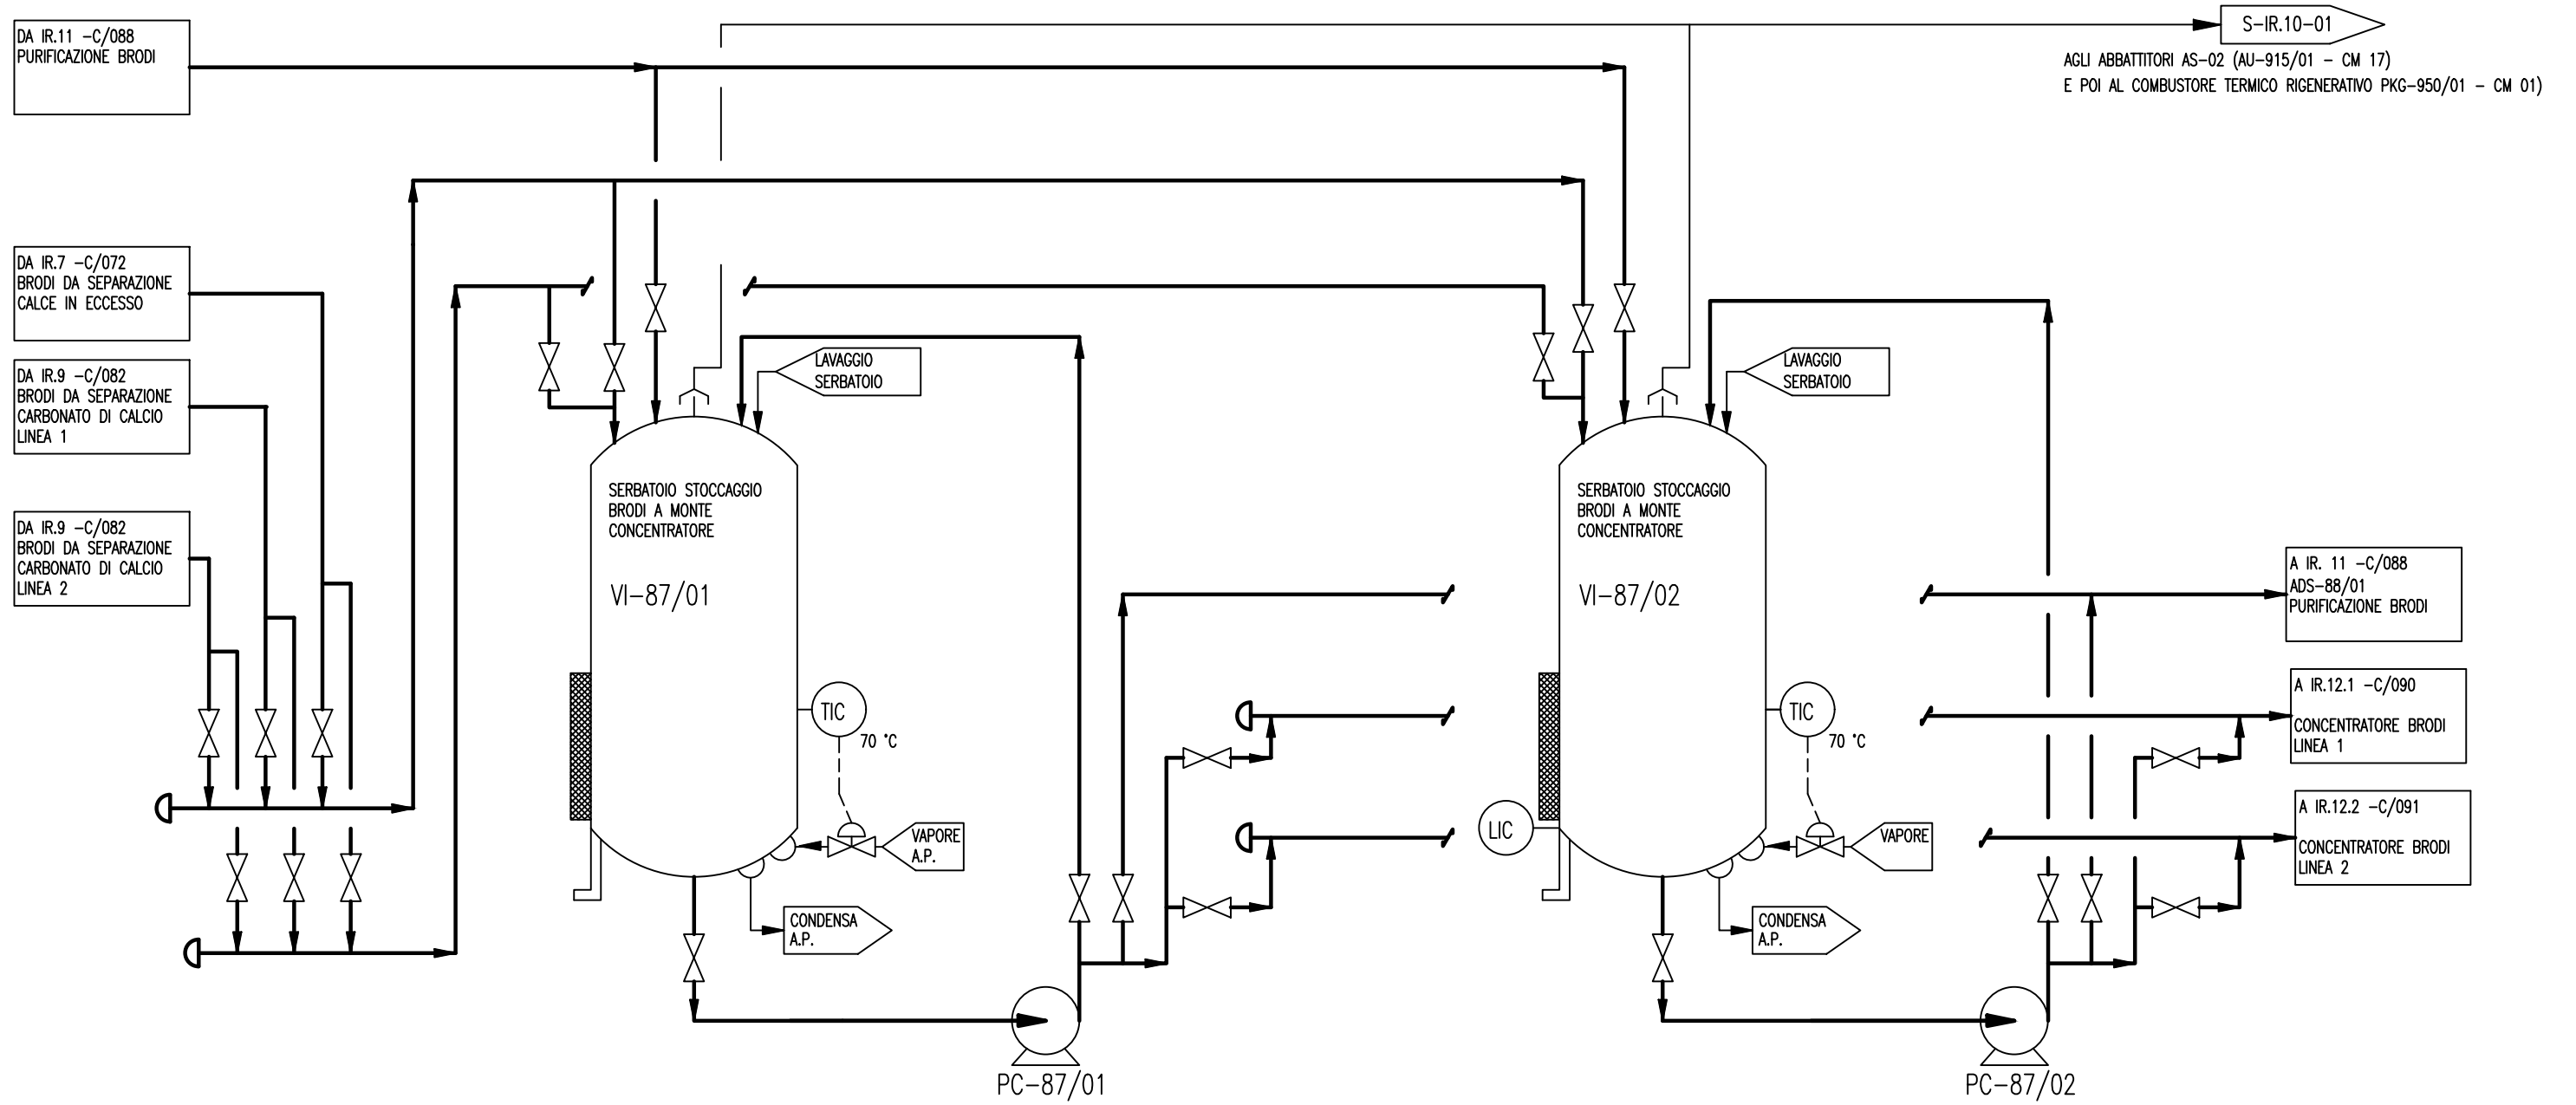 DA IR.11 -C/088
PURIFICAZIONE BRODI
S-IR.10-01
AGLI ABBATTITORI AS-02 (AU-915/01 - CM 17)
E POI AL COMBUSTORE TERMICO RIGENERATIVO PKG-950/01 - CM 01)
DA IR.7 -C/072
BRODI DA SEPARAZIONE
CALCE IN ECCESSO
DA IR.9 -C/082
BRODI DA SEPARAZIONE
CARBONATO DI CALCIO
LINEA 1
DA IR.9 -C/082
BRODI DA SEPARAZIONE
CARBONATO DI CALCIO
LINEA 2
LAVAGGIO
SERBATOIO
SERBATOIO STOCCAGGIO
BRODI A MONTE
CONCENTRATORE
VI-87/01
TIC
70 °C
VAPORE
A.P.
CONDENSA
A.P.
PC-87/01
LAVAGGIO
SERBATOIO
SERBATOIO STOCCAGGIO
BRODI A MONTE
CONCENTRATORE
VI-87/02
TIC
70 °C
LIC
VAPORE
CONDENSA
A.P.
PC-87/02
A IR. 11 -C/088
ADS-88/01
PURIFICAZIONE BRODI
A IR.12.1 -C/090
CONCENTRATORE BRODI
LINEA 1
A IR.12.2 -C/091
CONCENTRATORE BRODI
LINEA 2